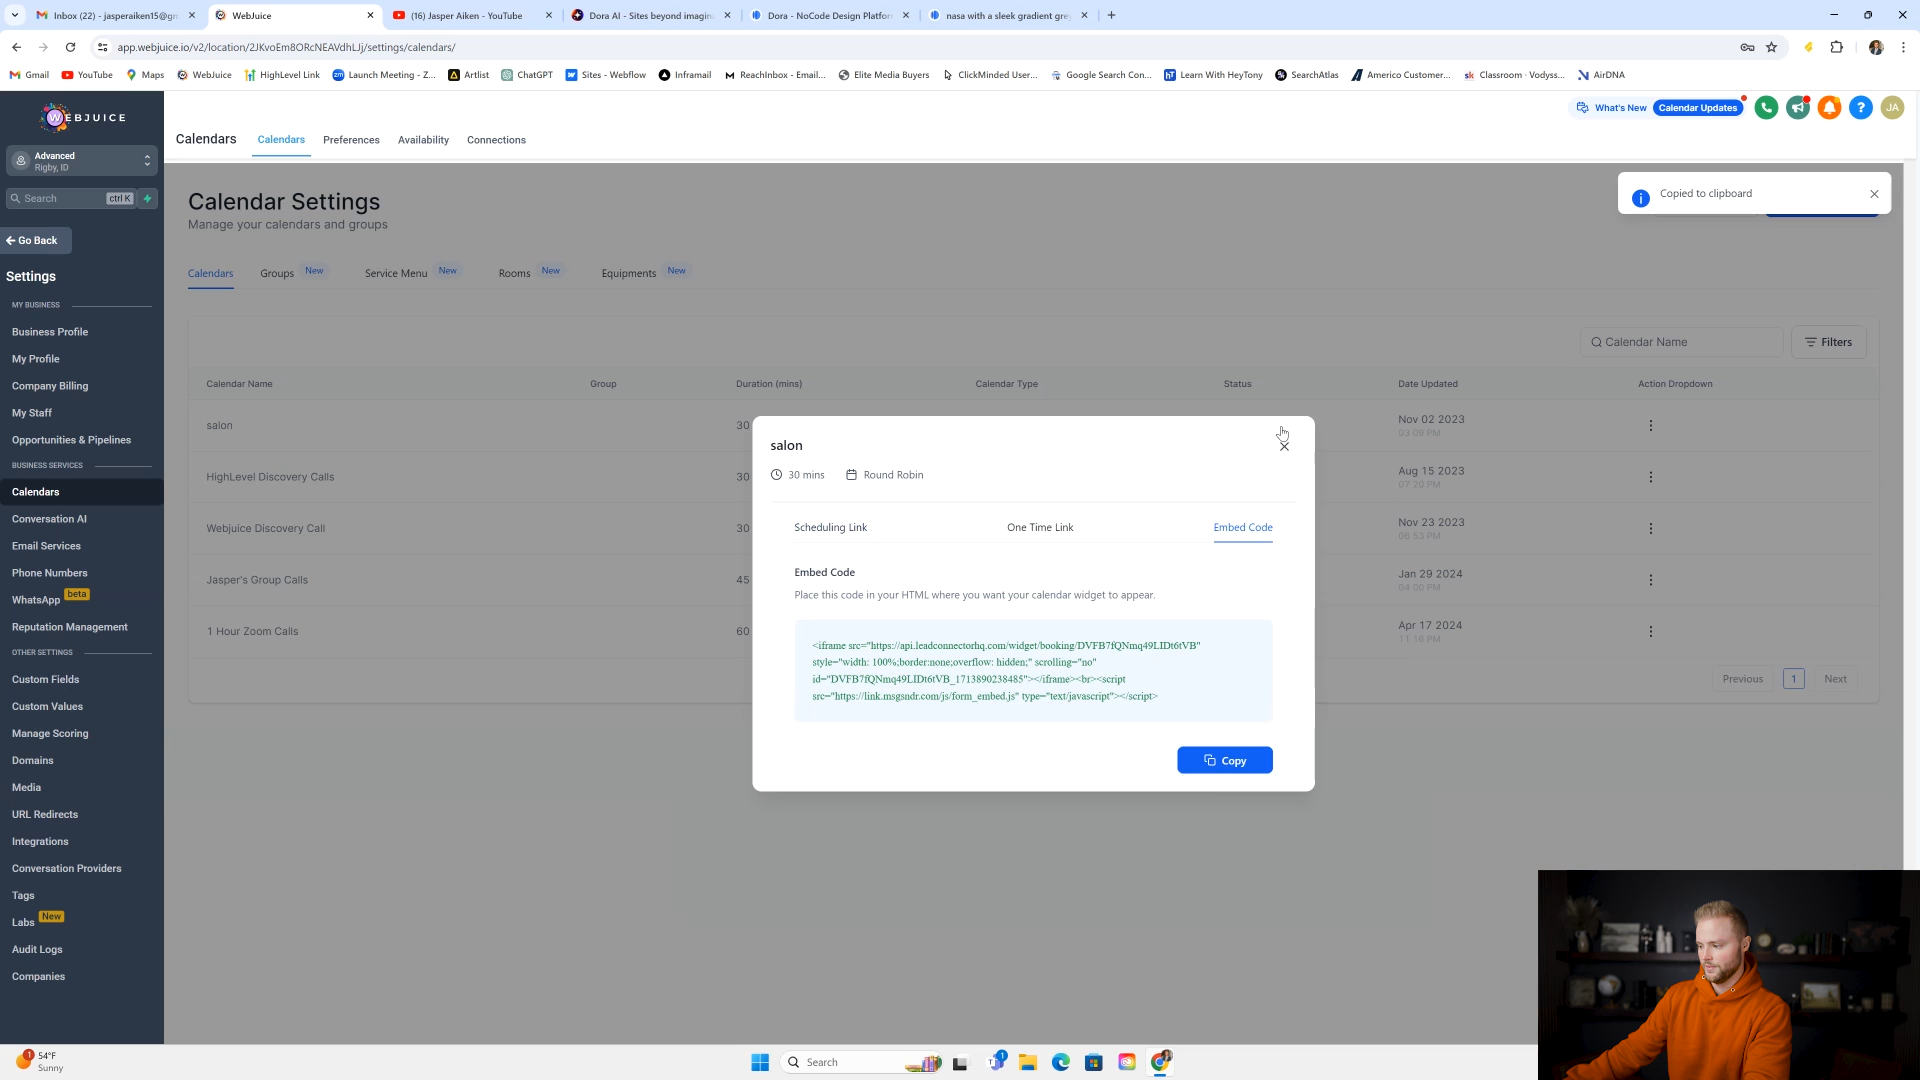 Inbox (22) - jasperaiken15@gm
WebJuice
(16) Jasper Aiken - YouTube
Dora AI - Sites beyond imagin
Dora - NoCode Design Platfor
nasa with a sleek gradient gre
app.webjuice.io/v2/location/2JKvoEm8ORcNEAVdhLJj/settings/calendars/
Gmail
YouTube
Maps
WebJuice
HighLevel Link
Launch Meeting - Z...
Artlist
ChatGPT
Sites - Webflow
Inframail
ReachInbox - Email...
Elite Media Buyers
ClickMinded User...
Google Search Con...
Learn With HeyTony
SearchAtlas
Americo Customer...
Classroom · Vodyss...
AirDNA
WEBJUICE
Advanced
Rigby, ID
Search
ctrl K
Go Back
Settings
MY BUSINESS
Business Profile
My Profile
Company Billing
My Staff
Opportunities & Pipelines
BUSINESS SERVICES
Calendars
Conversation AI
Email Services
Phone Numbers
WhatsApp beta
Reputation Management
OTHER SETTINGS
Custom Fields
Custom Values
Manage Scoring
Domains
Media
URL Redirects
Integrations
Conversation Providers
Tags
Labs New
Audit Logs
Companies
Calendars
Calendars
Preferences
Availability
Connections
What's New
Calendar Updates
?
JA
Calendar Settings
Manage your calendars and groups
Copied to clipboard
Calendars
Groups New
Service Menu New
Rooms New
Equipments New
Calendar Name
Filters
Calendar Name Group Duration (mins) Calendar Type Status Date Updated Action Dropdown
salon 30 Nov 02 2023
03 09 PM
HighLevel Discovery Calls 30 Aug 15 2023
07 20 PM
Webjuice Discovery Call 30 Nov 23 2023
06 53 PM
Jasper's Group Calls 45 Jan 29 2024
04 00 PM
1 Hour Zoom Calls 60 Apr 17 2024
11 16 PM
Previous 1 Next
salon
30 mins Round Robin
Scheduling Link
One Time Link
Embed Code
Embed Code
Place this code in your HTML where you want your calendar widget to appear.
<iframe src="https://api.leadconnectorhq.com/widget/booking/DVFB7fQNmq49LIDt6tVB"
style="width: 100%;border:none;overflow: hidden;" scrolling="no"
id="DVFB7fQNmq49LIDt6tVB_1713890238485"></iframe><br><script
src="https://link.msgsndr.com/js/form_embed.js" type="text/javascript"></script>
Copy
1
54°F
Sunny
Search
1